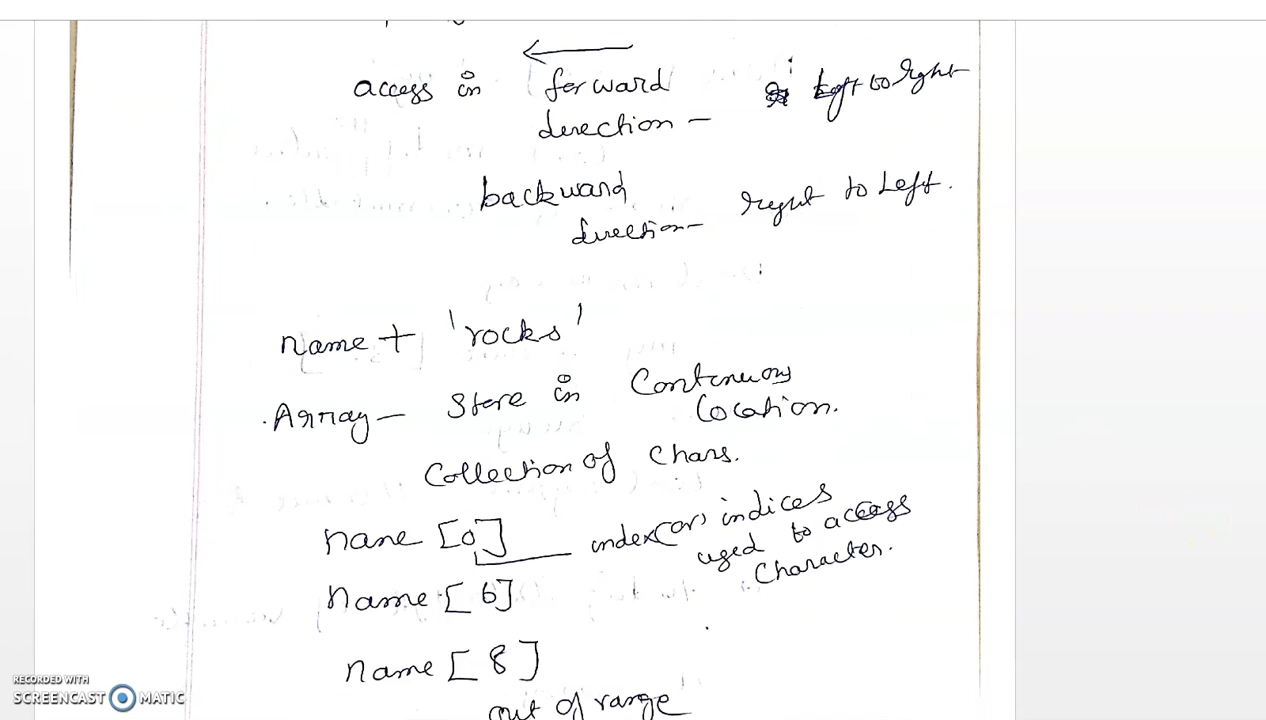 access in forward
direction - Left to right
backward
direction - right to Left.
name + 'rocks'
Array - Store in Continuous
location.
Collection of Chars.
name [0] index (or) indices
used to access
Character.
name [6]
name [8]
out of range
RECORDED WITH
SCREENCAST MATIC